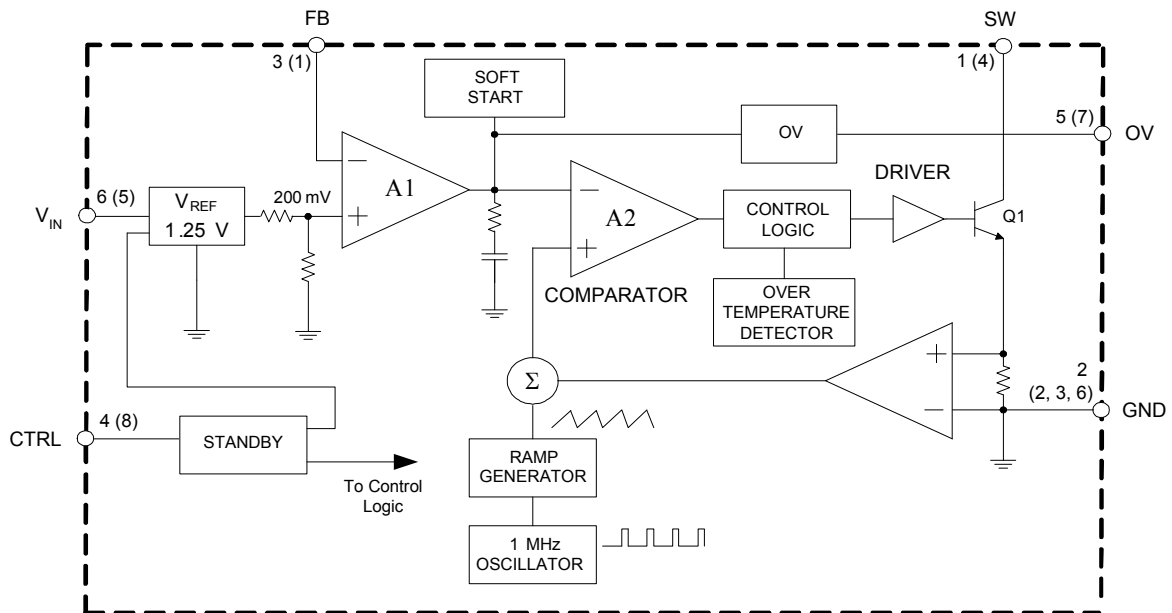 FB
SW
3 (1)
1 (4)
SOFT
START
5 (7)
OV
OV
−
A1
+
DRIVER
6 (5)
V_IN
V_REF
1.25 V
200 mV
−
A2
+
CONTROL
LOGIC
Q1
COMPARATOR
OVER
TEMPERATURE
DETECTOR
+
−
2
(2, 3, 6)
GND
Σ
CTRL
4 (8)
STANDBY
To Control
Logic
RAMP
GENERATOR
1 MHz
OSCILLATOR